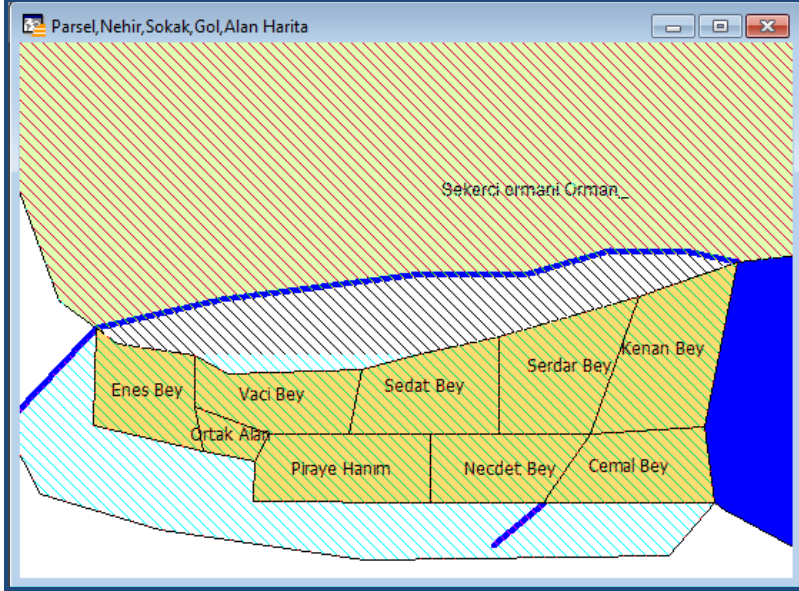 Parsel,Nehir,Sokak,Gol,Alan Harita
Sekerci ormani Orman_
Kenan Bey
Serdar Bey
Sedat Bey
Enes Bey
Vaci Bey
Ortak Alan
Piraye Hanım
Necdet Bey
Cemal Bey